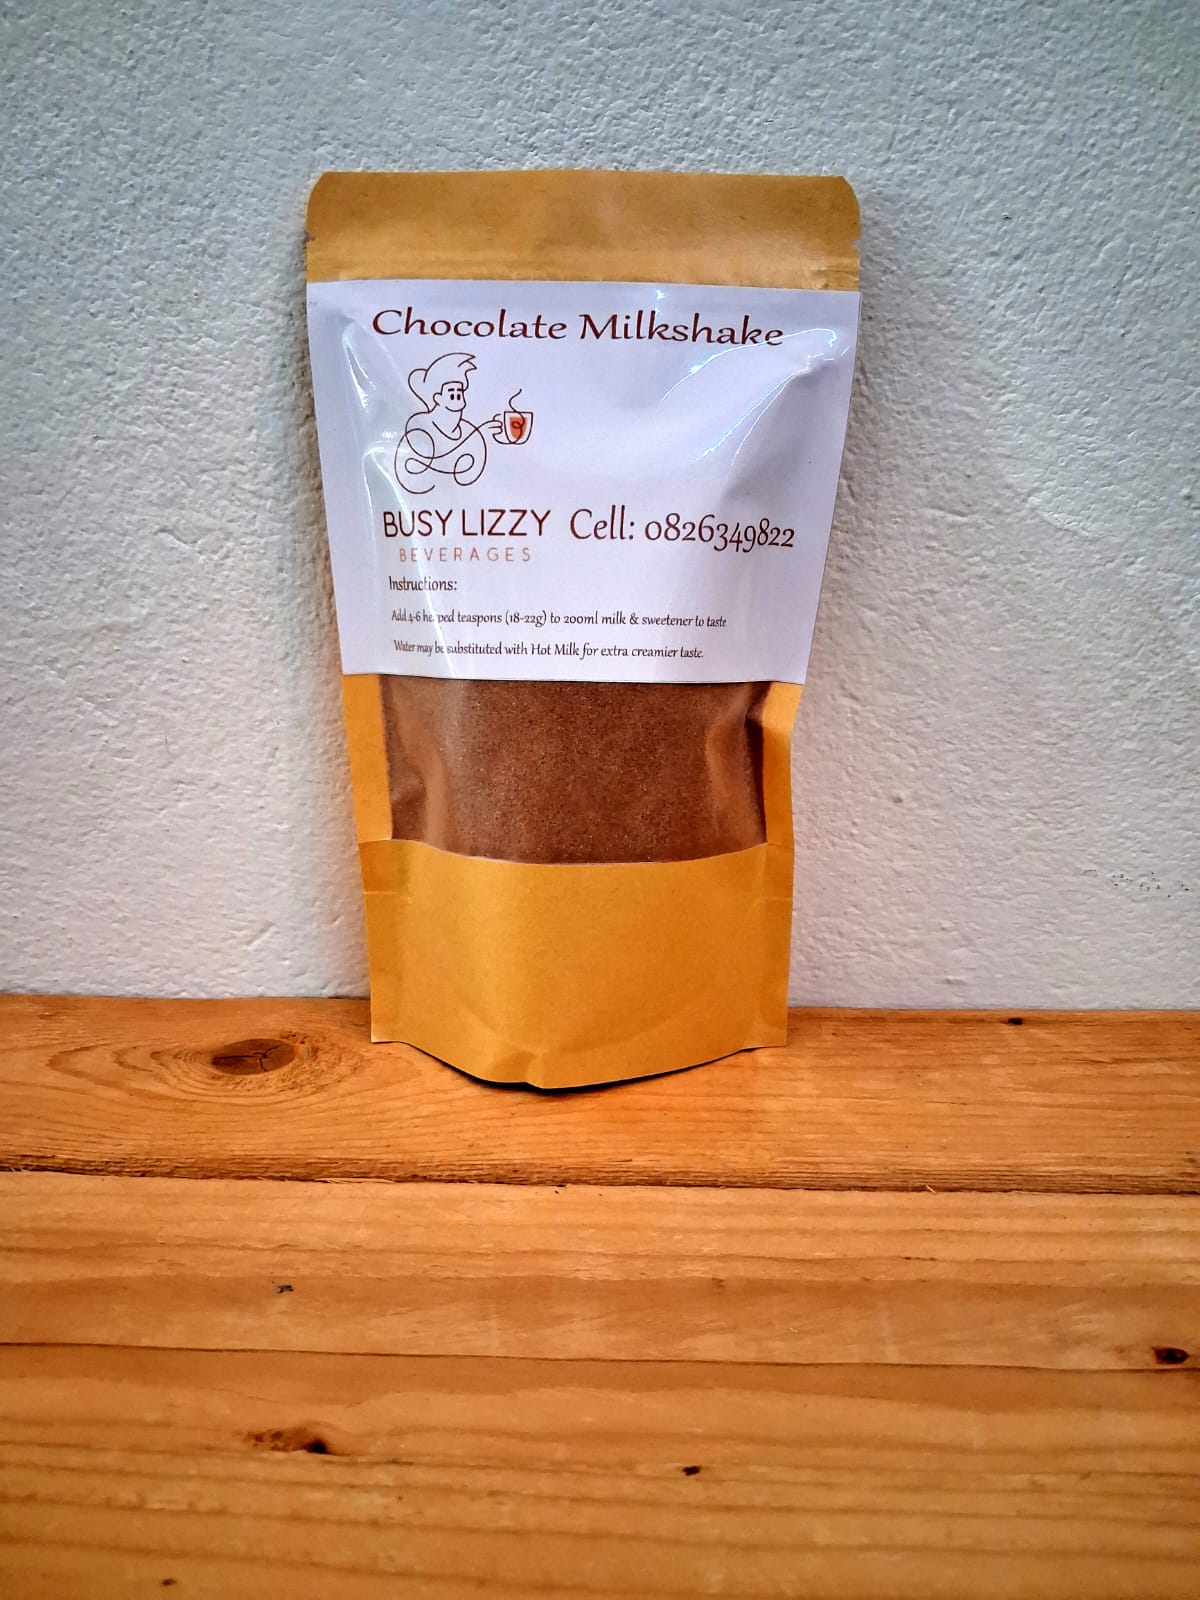 Chocolate Milkshake
BUSY LIZZY
BEVERAGES
Cell: 0826349822
Instructions:
Add 4-6 heaped teaspons (18-22g) to 200ml milk & sweetener to taste
Water may be substituted with Hot Milk for extra creamier taste.